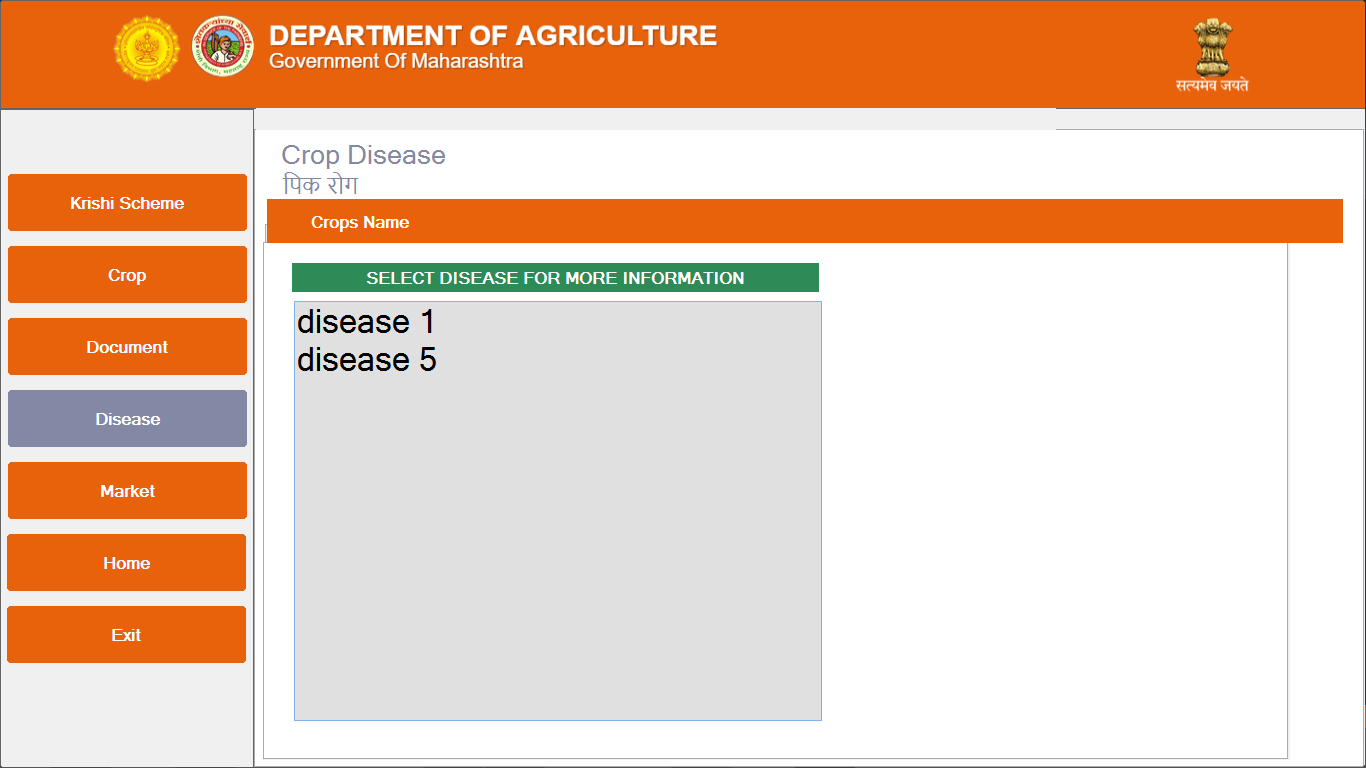 DEPARTMENT OF AGRICULTURE
Government Of Maharashtra
सत्यमेव जयते
Crop Disease
पिक रोग
Krishi Scheme
Crops Name
Crop
SELECT DISEASE FOR MORE INFORMATION
disease 1
disease 5
Document
Disease
Market
Home
Exit